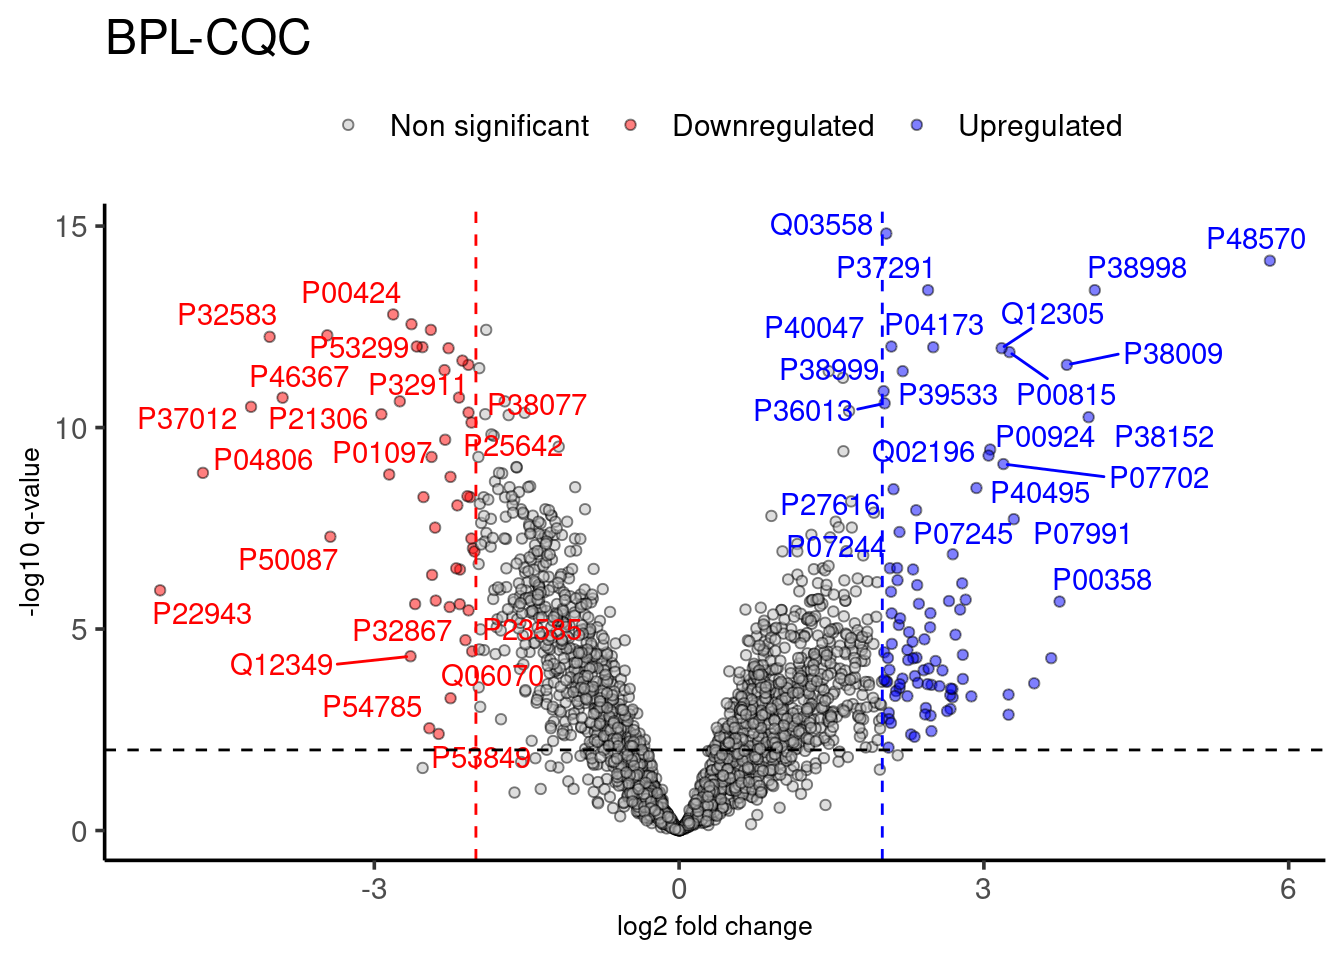 BPL-CQC
Non significant Downregulated Upregulated
15
10
5
0
-log10 q-value
Q03558
P48570
P37291
P38998
P00424
P32583
Q12305
P40047
P04173
P53299
P38009
P46367
P32911
P38999
P39533
P00815
P37012
P21306
P38077
P36013
P01097
P25642
P00924
P38152
P04806
Q02196
P07702
P40495
P27616
P50087
P07244
P07245
P07991
P22943
P00358
P32867
P23585
Q12349
Q06070
P54785
P53849
-3
0
3
6
log2 fold change